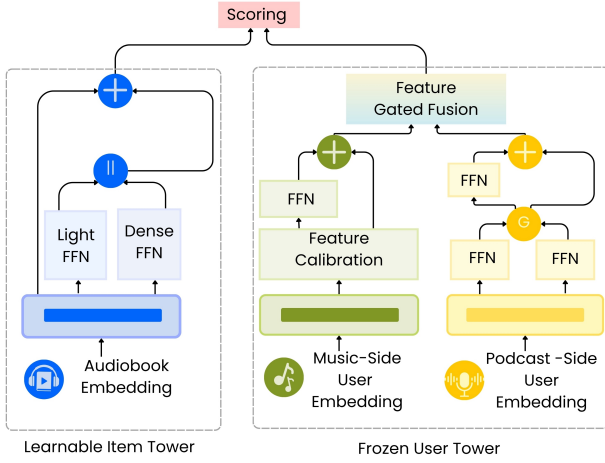 Scoring
Feature
Gated Fusion
||
FFN
FFN
Light
FFN
Dense
FFN
Feature
Calibration
G
FFN
FFN
Audiobook
Embedding
Music-Side
User
Embedding
Podcast -Side
User
Embedding
Learnable Item Tower
Frozen User Tower